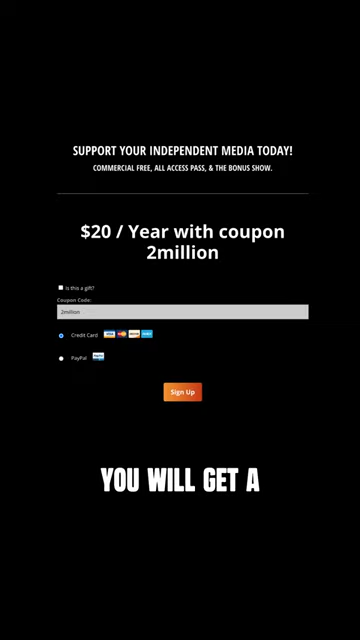 SUPPORT YOUR INDEPENDENT MEDIA TODAY!
COMMERCIAL FREE, ALL ACCESS PASS, & THE BONUS SHOW.
$20 / Year with coupon
2million
Is this a gift?
Coupon Code:
2million
Credit Card
PayPal
Sign Up
YOU WILL GET A